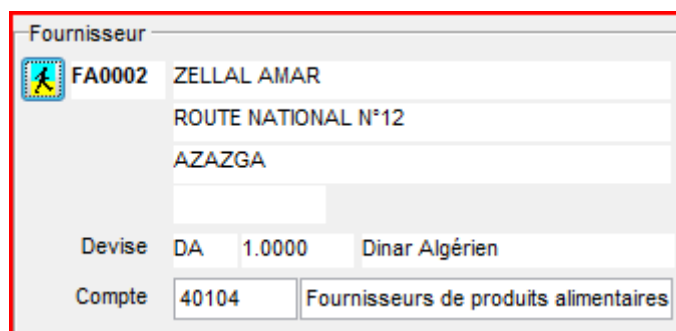 Fournisseur
FA0002 ZELLAL AMAR
ROUTE NATIONAL N°12
AZAZGA
Devise DA 1.0000 Dinar Algérien
Compte 40104 Fournisseurs de produits alimentaires